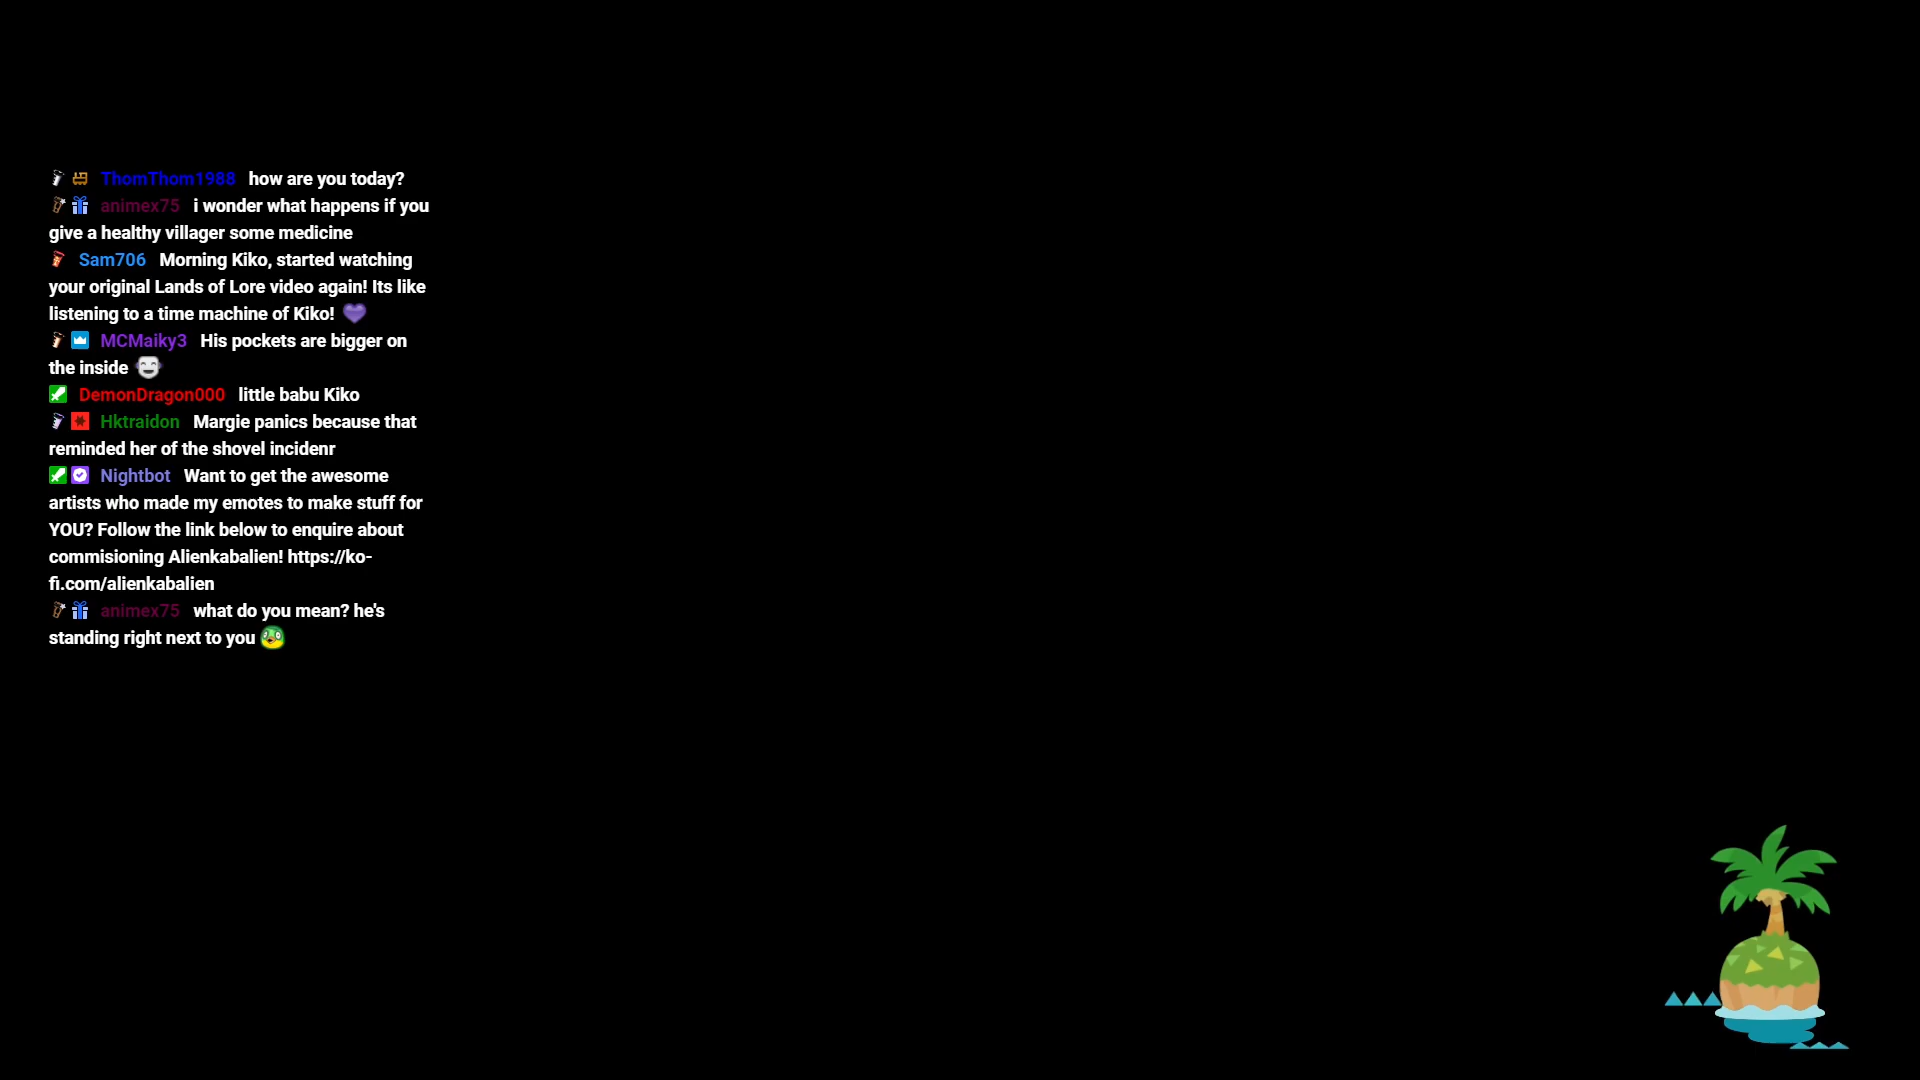 ThomThom1988 how are you today?
animex75 i wonder what happens if you
give a healthy villager some medicine
Sam706 Morning Kiko, started watching
your original Lands of Lore video again! Its like
listening to a time machine of Kiko!
MCMaiky3 His pockets are bigger on
the inside
DemonDragon000 little babu Kiko
Hktraidon Margie panics because that
reminded her of the shovel incidenr
Nightbot Want to get the awesome
artists who made my emotes to make stuff for
YOU? Follow the link below to enquire about
commisioning Alienkabalien! https://ko-
fi.com/alienkabalien
animex75 what do you mean? he's
standing right next to you